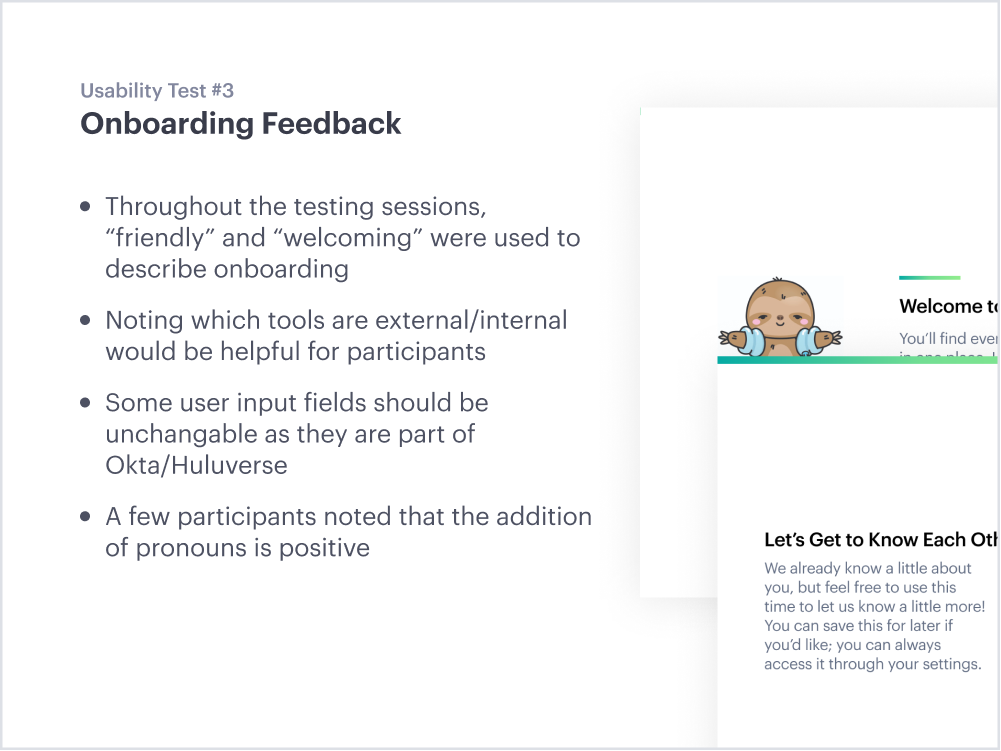 Usability Test #3
Onboarding Feedback
• Throughout the testing sessions,
“friendly” and “welcoming” were used to
describe onboarding
• Noting which tools are external/internal
would be helpful for participants
• Some user input fields should be
unchangable as they are part of
Okta/Huluverse
• A few participants noted that the addition
of pronouns is positive
Welcome
You’ll find
Let’s Get to Know Each
We already know a little about
you, but feel free to use this
time to let us know a little more!
You can save this for later if
you’d like; you can always
access it through your settings.